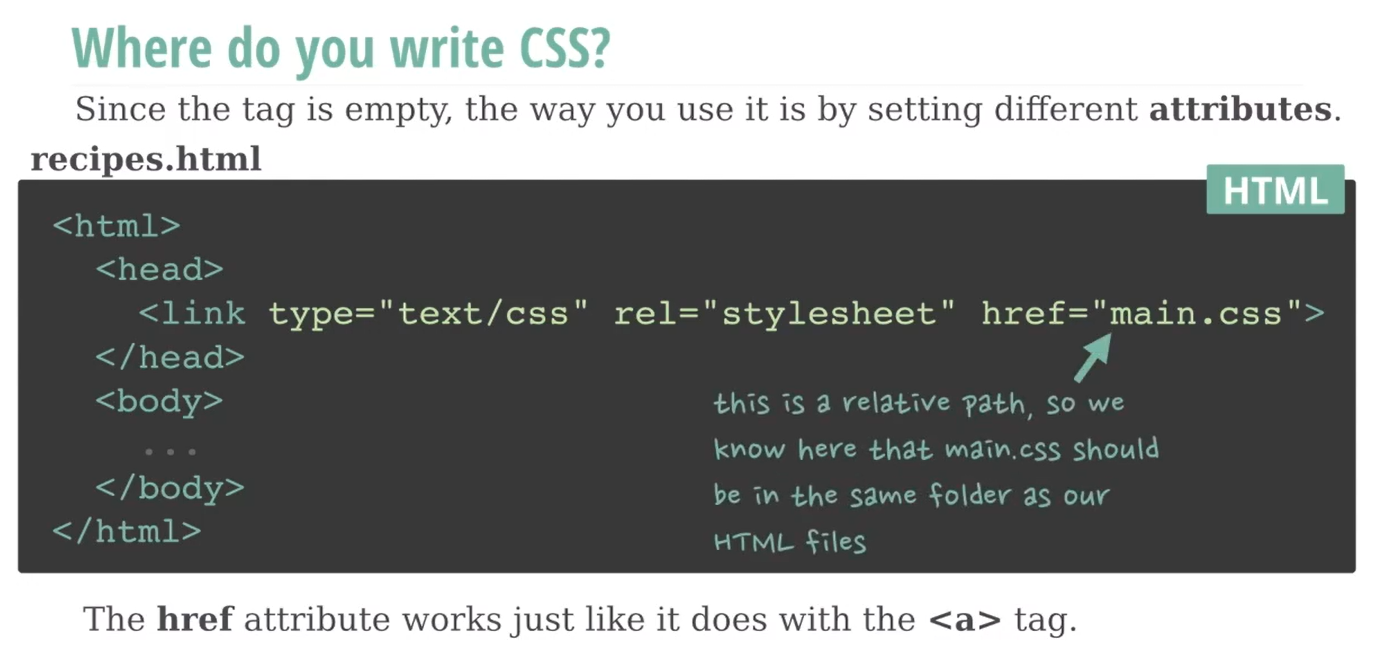 Where do you write CSS?
Since the tag is empty, the way you use it is by setting different attributes.
recipes.html
HTML
<html>
<head>
<link type="text/css" rel="stylesheet" href="main.css">
</head>
<body>
...
</body>
</html>
this is a relative path, so we
know here that main.css should
be in the same folder as our
HTML files
The href attribute works just like it does with the <a> tag.